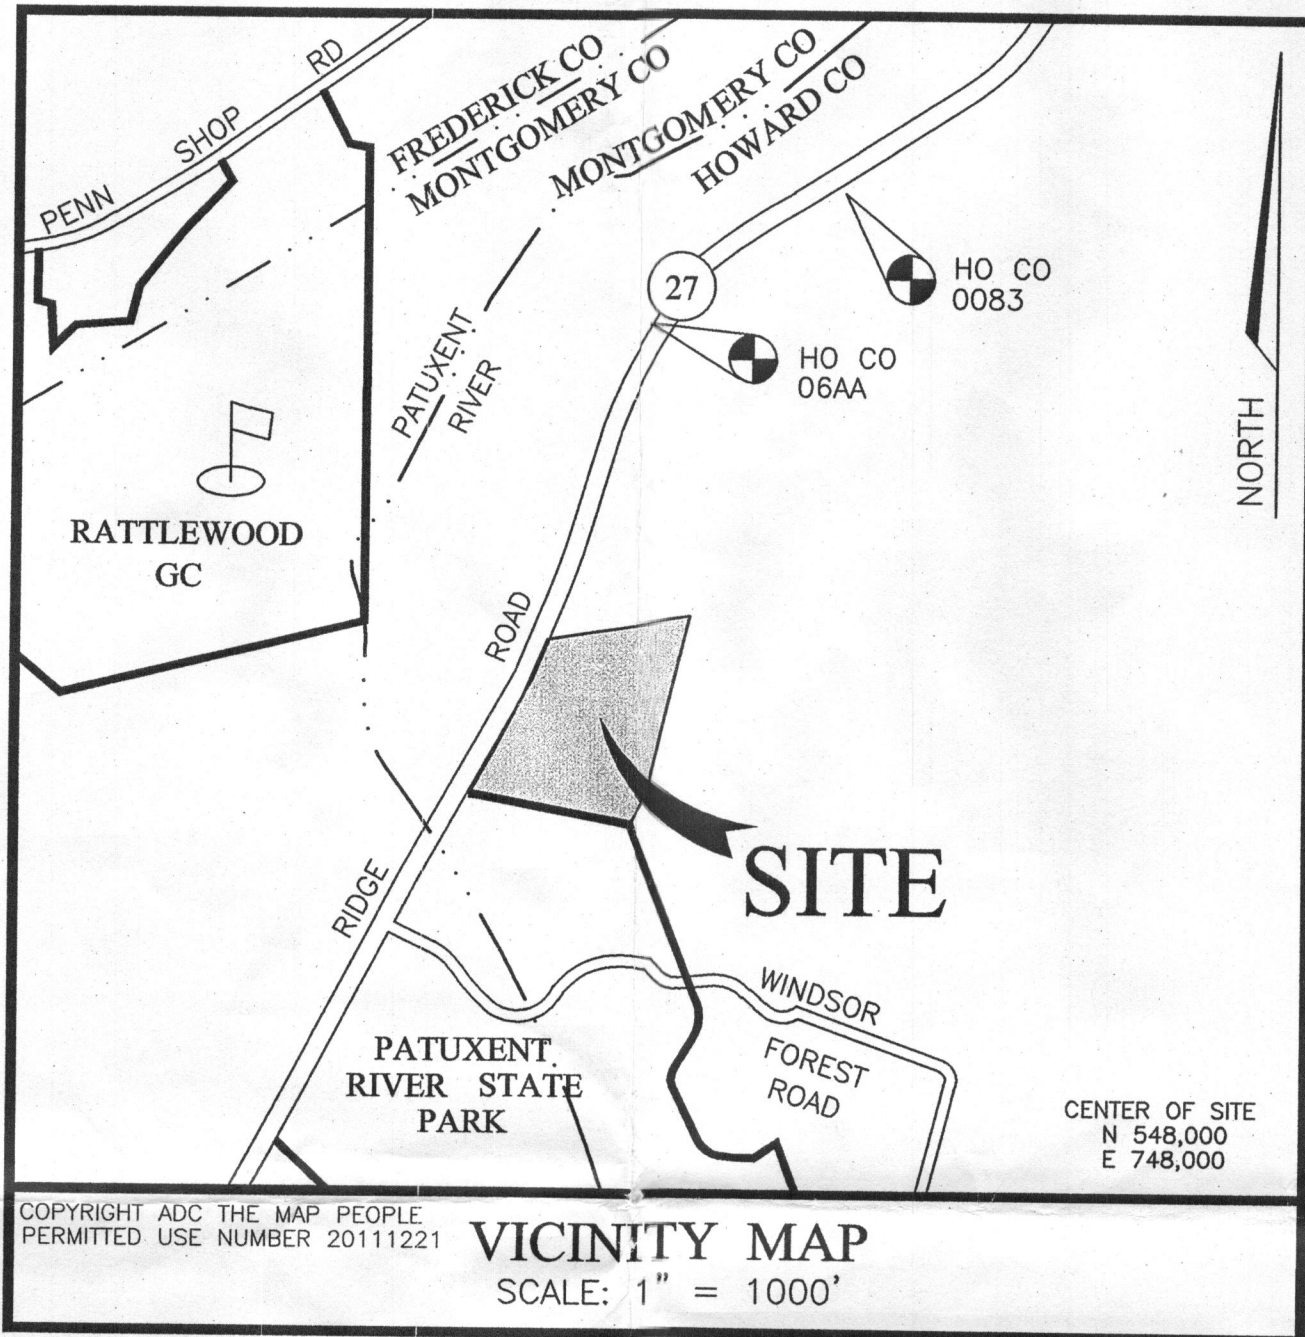 PENN SHOP RD
FREDERICK CO
MONTGOMERY CO
MONTGOMERY CO
HOWARD CO
27
HO CO
0083
HO CO
06AA
PATUXENT
RIVER
NORTH
RATTLEWOOD
GC
RIDGE ROAD
SITE
WINDSOR
FOREST
ROAD
PATUXENT
RIVER STATE
PARK
CENTER OF SITE
N 548,000
E 748,000
COPYRIGHT ADC THE MAP PEOPLE
PERMITTED USE NUMBER 20111221
VICINITY MAP
SCALE: 1" = 1000'